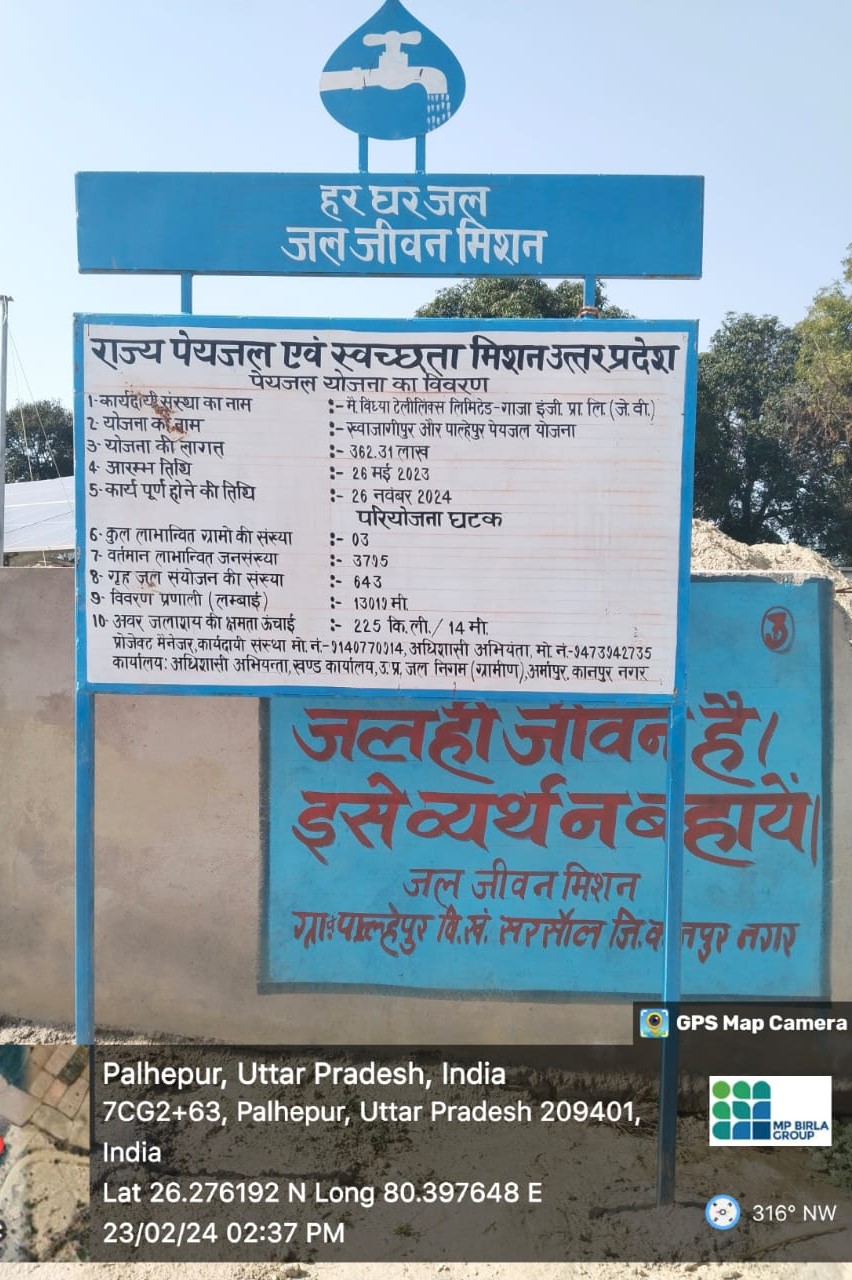 हर घर जल
जल जीवन मिशन
राज्य पेयजल एवं स्वच्छता मिशन उत्तर प्रदेश
पेयजल योजना का विवरण
1- कार्यदायी संस्था का नाम :- मै. विंध्या टेलीलिंक्स लिमिटेड-गाजा इंजी. प्रा. लि. (जे. वी.)
2- योजना का नाम :- स्वाजागीपुर और पाल्हेपुर पेयजल योजना
3- योजना की लागत :- 362.31 लाख
4- आरम्भ तिथि :- 26 मई 2023
5- कार्य पूर्ण होने की तिथि :- 26 नवंबर 2024
परियोजना घटक
6- कुल लाभान्वित ग्रामो की संख्या :- 03
7- वर्तमान लाभान्वित जनसंख्या :- 3795
8- गृह जल संयोजन की संख्या :- 643
9- विवरण प्रणाली (लम्बाई) :- 13019 मी.
10- अवर जलाशय की क्षमता ऊंचाई :- 225 कि.ली./ 14 मी.
प्रोजेक्ट मैनेजर, कार्यदायी संस्था मो. नं.-9140770914, अधिशासी अभियंता, मो. नं.-9473942735
कार्यालय: अधिशासी अभियन्ता, खण्ड कार्यालय, उ. प्र. जल निगम (ग्रामीण), अर्मापुर, कानपुर नगर
3
जल ही जीवन है।
इसे व्यर्थ न बहायें।
जल जीवन मिशन
पाल्हेपुर वि.खं. सरसौल जि. कानपुर नगर
GPS Map Camera
Palhepur, Uttar Pradesh, India
7CG2+63, Palhepur, Uttar Pradesh 209401,
India
Lat 26.276192 N Long 80.397648 E
23/02/24 02:37 PM
MP BIRLA
GROUP
316° NW